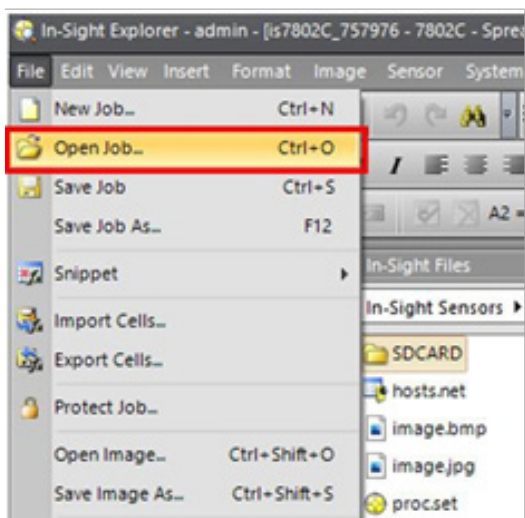 In-Sight Explorer - admin - [is7802C_757976 - 7802C - Sprea
File Edit View Insert Format Image Sensor System
New Job... Ctrl+N
Open Job... Ctrl+O
Save Job Ctrl+S
Save Job As... F12
Snippet
Import Cells...
Export Cells...
Protect Job...
Open Image... Ctrl+Shift+O
Save Image As... Ctrl+Shift+S
I
A2 =
In-Sight Files
In-Sight Sensors
SDCARD
hosts.net
image.bmp
image.jpg
proc.set